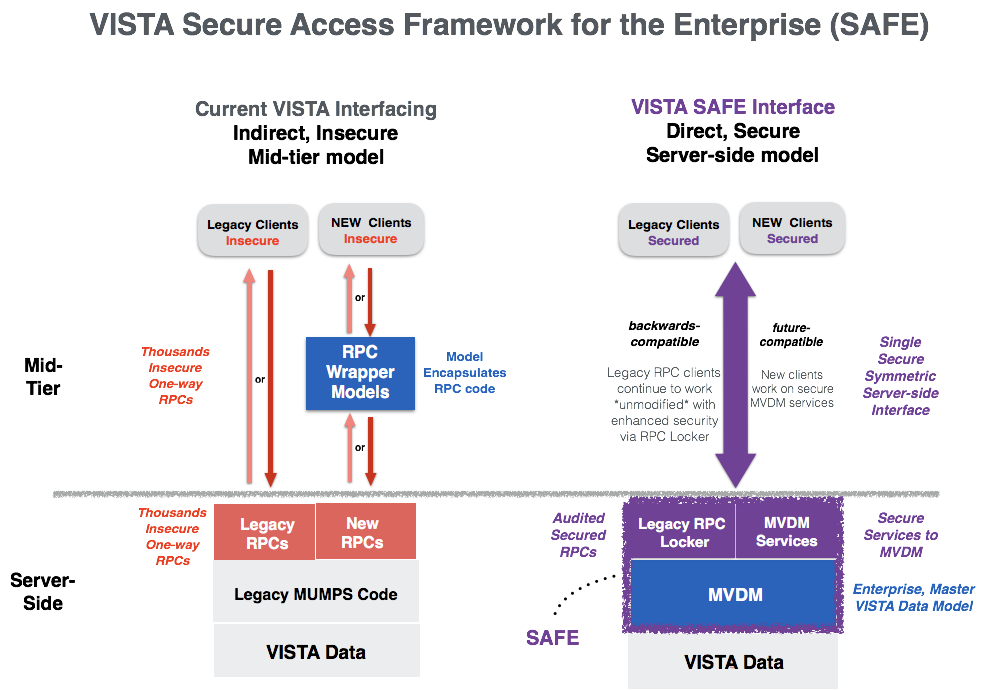 VISTA Secure Access Framework for the Enterprise (SAFE)
Current VISTA Interfacing
Indirect, Insecure
Mid-tier model
VISTA SAFE Interface
Direct, Secure
Server-side model
Legacy Clients
Insecure
NEW Clients
Insecure
Legacy Clients
Secured
NEW Clients
Secured
or
Mid-
Tier
Thousands
Insecure
One-way
RPCs
or
RPC
Wrapper
Models
Model
Encapsulates
RPC code
or
backwards-
compatible
Legacy RPC clients
continue to work
*unmodified* with
enhanced security
via RPC Locker
future-
compatible
New clients
work on secure
MVDM services
Single
Secure
Symmetric
Server-side
Interface
Server-
Side
Thousands
Insecure
One-way
RPCs
Legacy
RPCs
New
RPCs
Legacy MUMPS Code
VISTA Data
Audited
Secured
RPCs
SAFE
Legacy RPC
Locker
MVDM
Services
MVDM
VISTA Data
Secure
Services to
MVDM
Enterprise, Master
VISTA Data Model